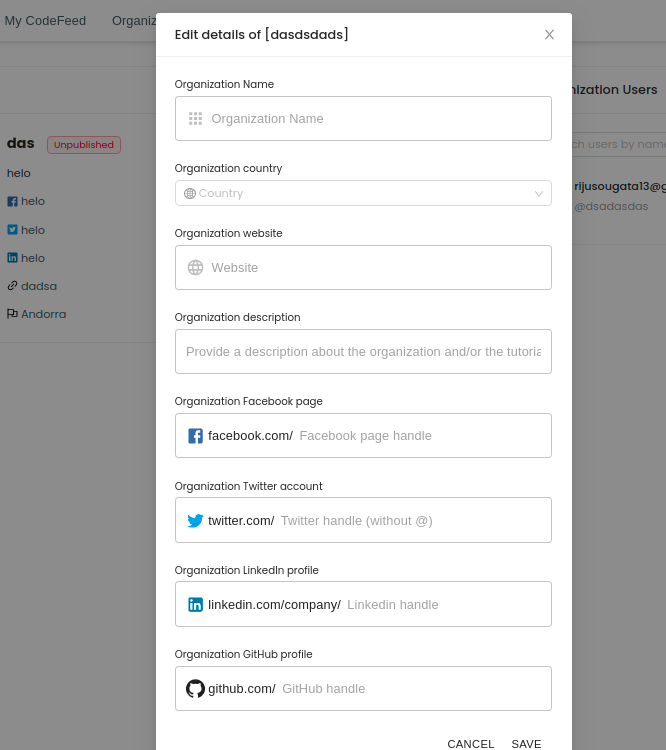 My CodeFeed
Organiz
Edit details of [dasdsdads]
nization Users
Organization Name
Organization Name
das
Unpublished
ch users by name
Organization country
Country
helo
rijusougata13@g
@dsadasdas
helo
helo
Organization website
Website
helo
dadsa
Andorra
Organization description
Provide a description about the organization and/or the tutoria
Organization Facebook page
facebook.com/ Facebook page handle
Organization Twitter account
twitter.com/ Twitter handle (without @)
Organization LinkedIn profile
linkedin.com/company/ Linkedin handle
Organization GitHub profile
github.com/ GitHub handle
CANCEL SAVE